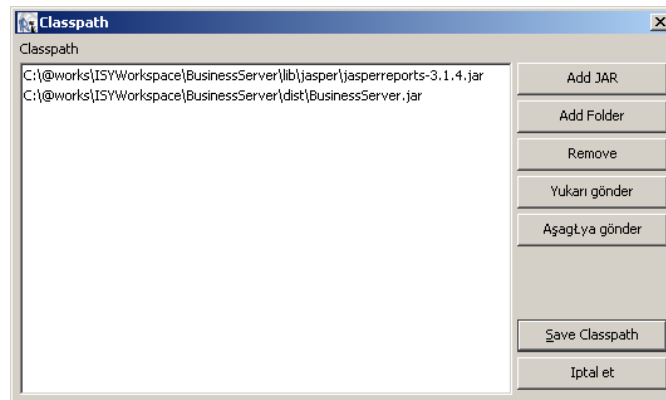 Classpath
Classpath
C:\@works\ISYWorkspace\BusinessServer\lib\jasper\jasperreports-3.1.4.jar
C:\@works\ISYWorkspace\BusinessServer\dist\BusinessServer.jar
Add JAR
Add Folder
Remove
Yukarı gönder
AşagŁya gönder
Save Classpath
Iptal et